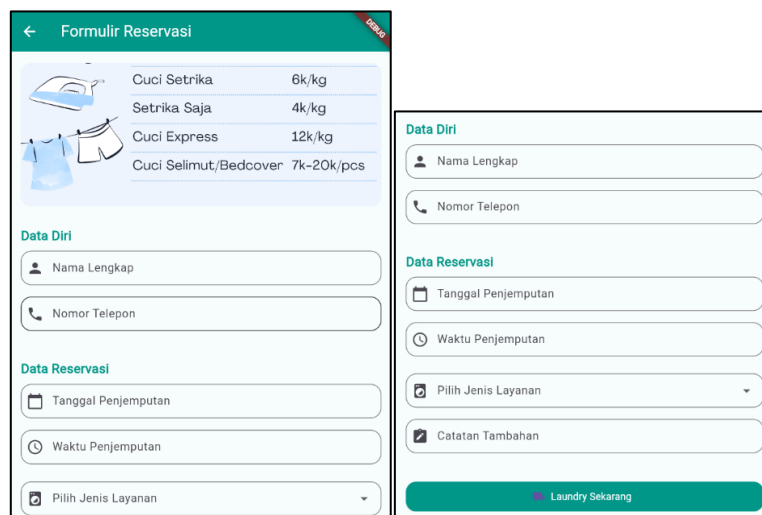 Formulir Reservasi
DEBUG
Cuci Setrika 6k/kg
Setrika Saja 4k/kg
Cuci Express 12k/kg
Cuci Selimut/Bedcover 7k-20k/pcs
Data Diri
Nama Lengkap
Nomor Telepon
Data Reservasi
Tanggal Penjemputan
Waktu Penjemputan
Pilih Jenis Layanan
Data Diri
Nama Lengkap
Nomor Telepon
Data Reservasi
Tanggal Penjemputan
Waktu Penjemputan
Pilih Jenis Layanan
Catatan Tambahan
Laundry Sekarang